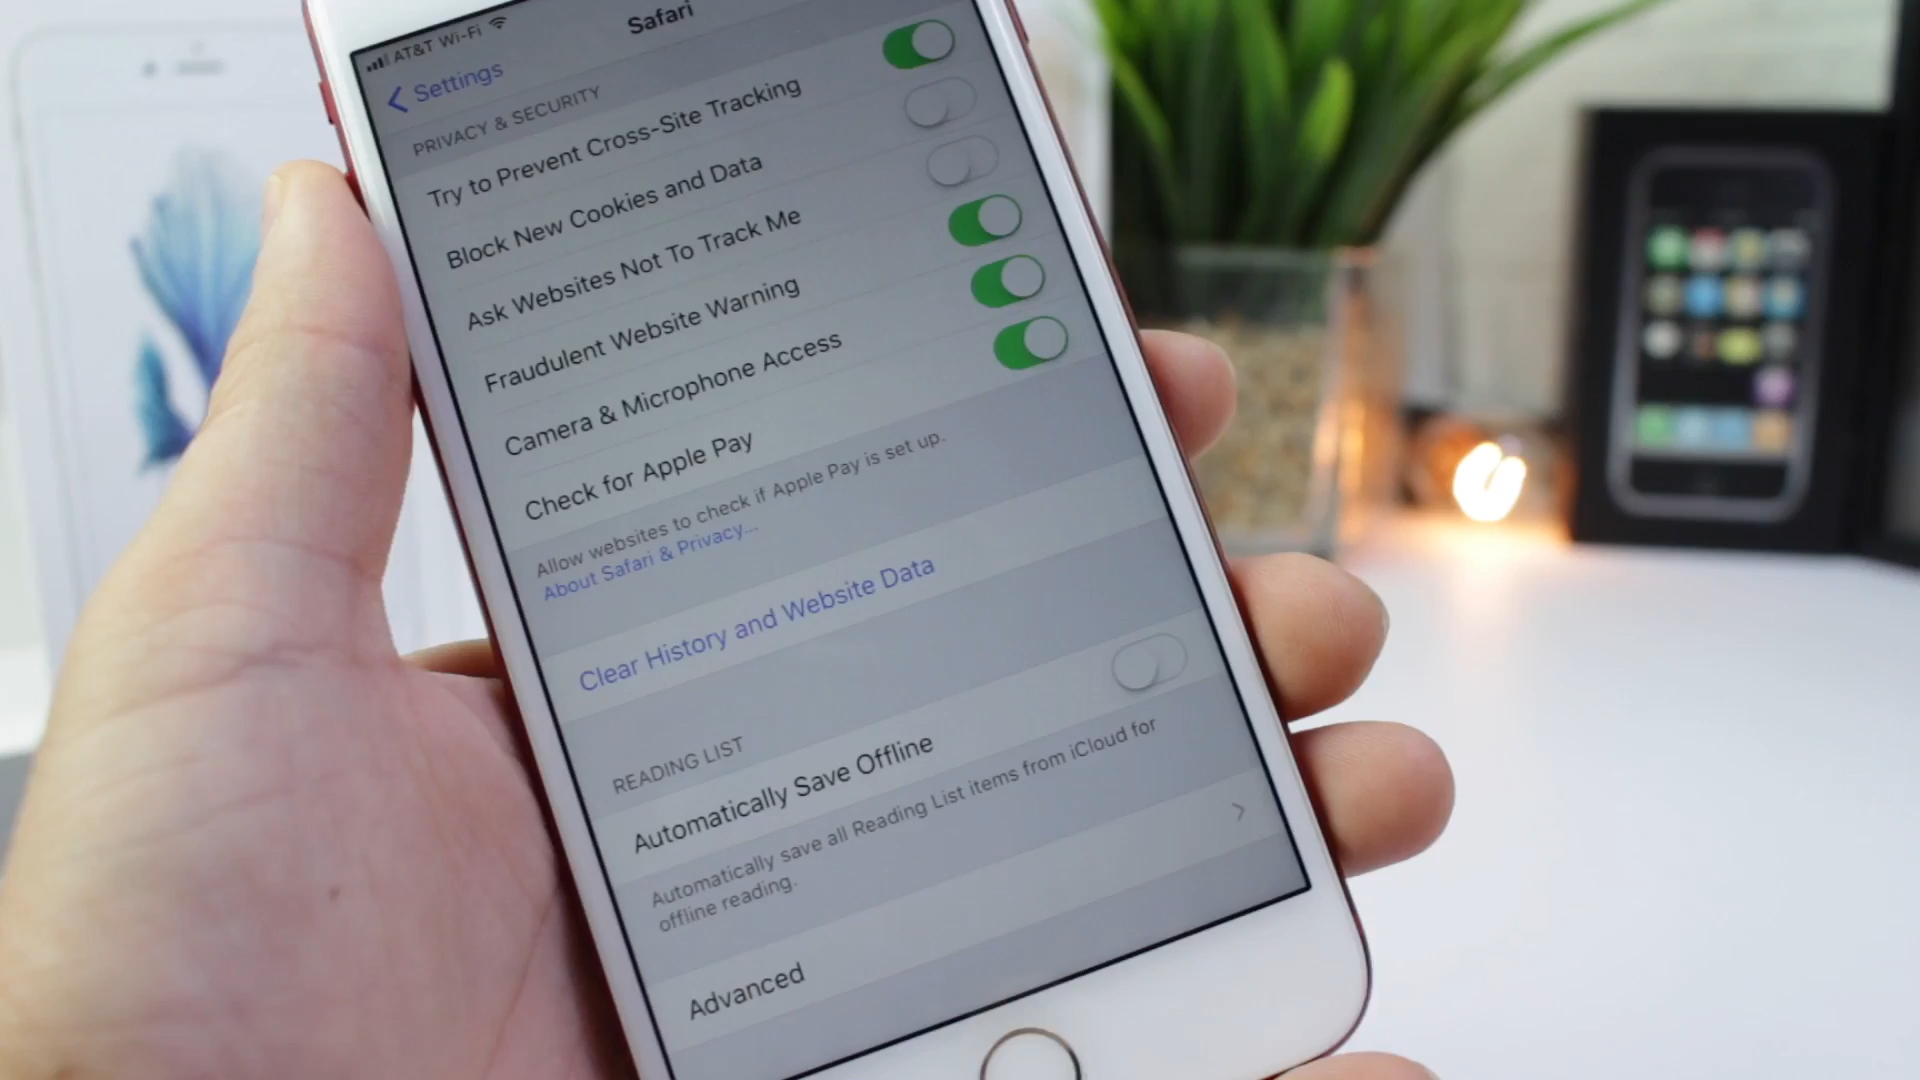 AT&T Wi-Fi
Safari
Settings
PRIVACY & SECURITY
Try to Prevent Cross-Site Tracking
Block New Cookies and Data
Ask Websites Not To Track Me
Fraudulent Website Warning
Camera & Microphone Access
Check for Apple Pay
Allow websites to check if Apple Pay is set up.
About Safari & Privacy...
Clear History and Website Data
READING LIST
Automatically Save Offline
Automatically save all Reading List items from iCloud for
offline reading.
Advanced